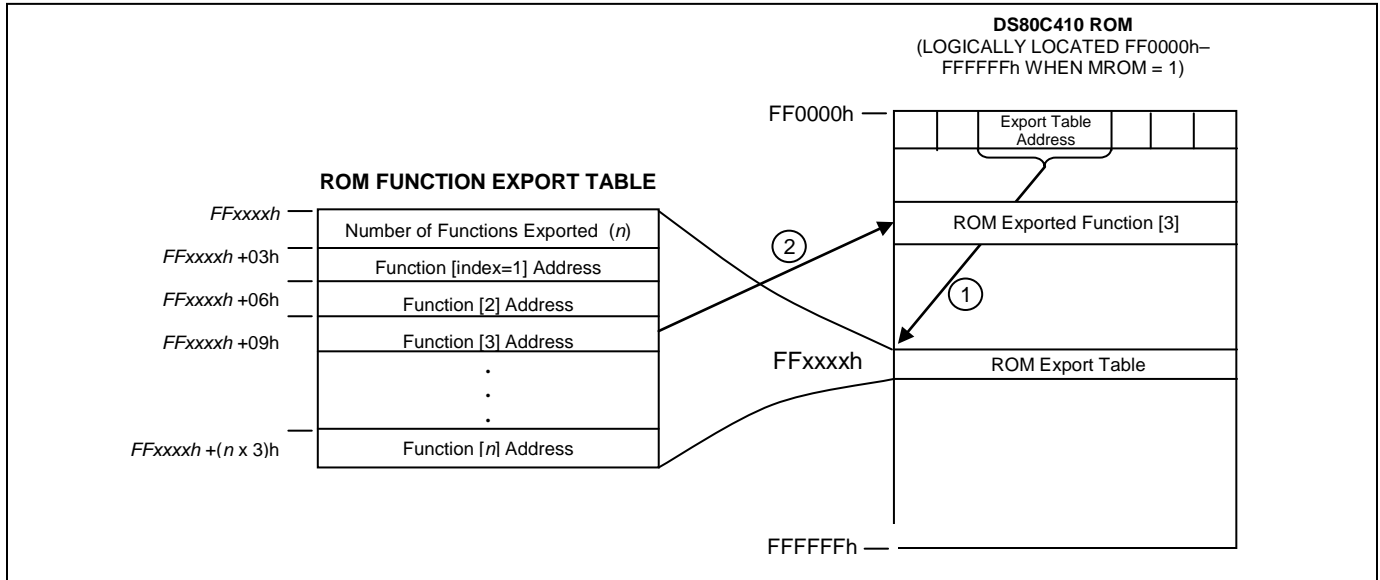 DS80C410 ROM
(LOGICALLY LOCATED FF0000h–
FFFFFFh WHEN MROM = 1)
FF0000h
Export Table
Address
ROM FUNCTION EXPORT TABLE
FFxxxxh
Number of Functions Exported (n)
ROM Exported Function [3]
2
FFxxxxh +03h
Function [index=1] Address
FFxxxxh +06h
Function [2] Address
1
FFxxxxh +09h
Function [3] Address
FFxxxxh
ROM Export Table
.
.
.
FFxxxxh +(n x 3)h
Function [n] Address
FFFFFFh